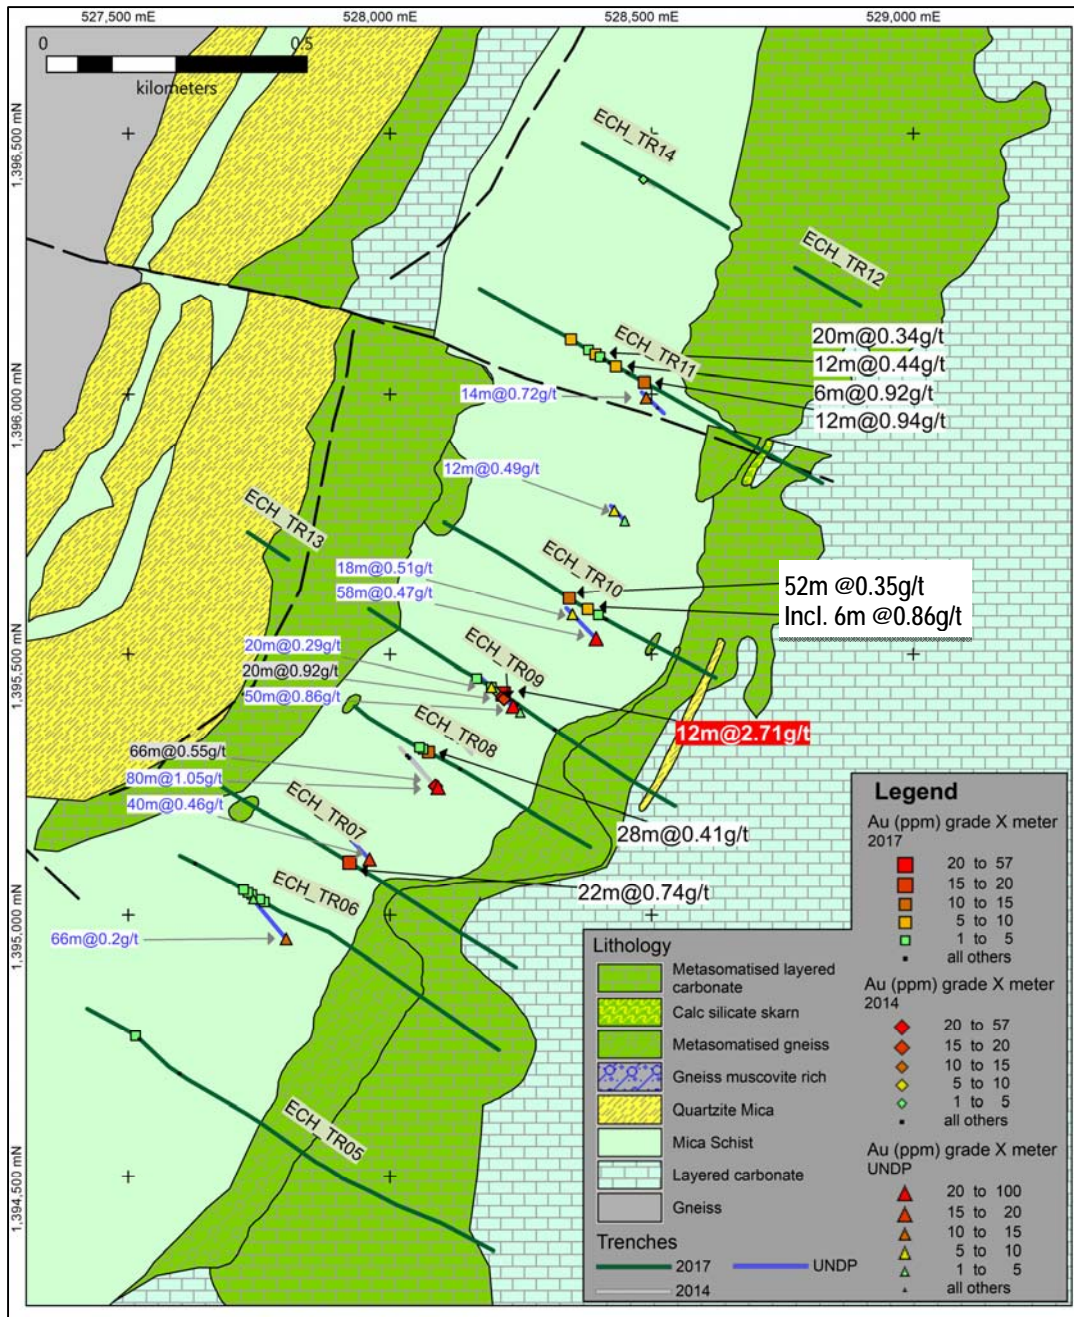 527,500 mE
528,000 mE
528,500 mE
529,000 mE
0
0.5
kilometers
1,396,500 mN
1,396,000 mN
1,395,500 mN
1,395,000 mN
1,394,500 mN
ECH_TR14
ECH_TR12
20m@0.34g/t
ECH_TR11
12m@0.44g/t
14m@0.72g/t
6m@0.92g/t
12m@0.94g/t
12m@0.49g/t
ECH_TR13
ECH_TR10
18m@0.51g/t
58m@0.47g/t
52m @0.35g/t
Incl. 6m @0.86g/t
20m@0.29g/t
ECH_TR09
20m@0.92g/t
50m@0.86g/t
12m@2.71g/t
ECH_TR08
66m@0.55g/t
80m@1.05g/t
40m@0.46g/t
ECH_TR07
28m@0.41g/t
22m@0.74g/t
ECH_TR06
66m@0.2g/t
ECH_TR05
Legend
Au (ppm) grade X meter
2017
20 to 57
15 to 20
10 to 15
5 to 10
1 to 5
all others
Au (ppm) grade X meter
2014
20 to 57
15 to 20
10 to 15
5 to 10
1 to 5
all others
Au (ppm) grade X meter
UNDP
20 to 100
15 to 20
10 to 15
5 to 10
1 to 5
all others
Lithology
Metasomatised layered
carbonate
Calc silicate skarn
Metasomatised gneiss
Gneiss muscovite rich
Quartzite Mica
Mica Schist
Layered carbonate
Gneiss
Trenches
2017
UNDP
2014